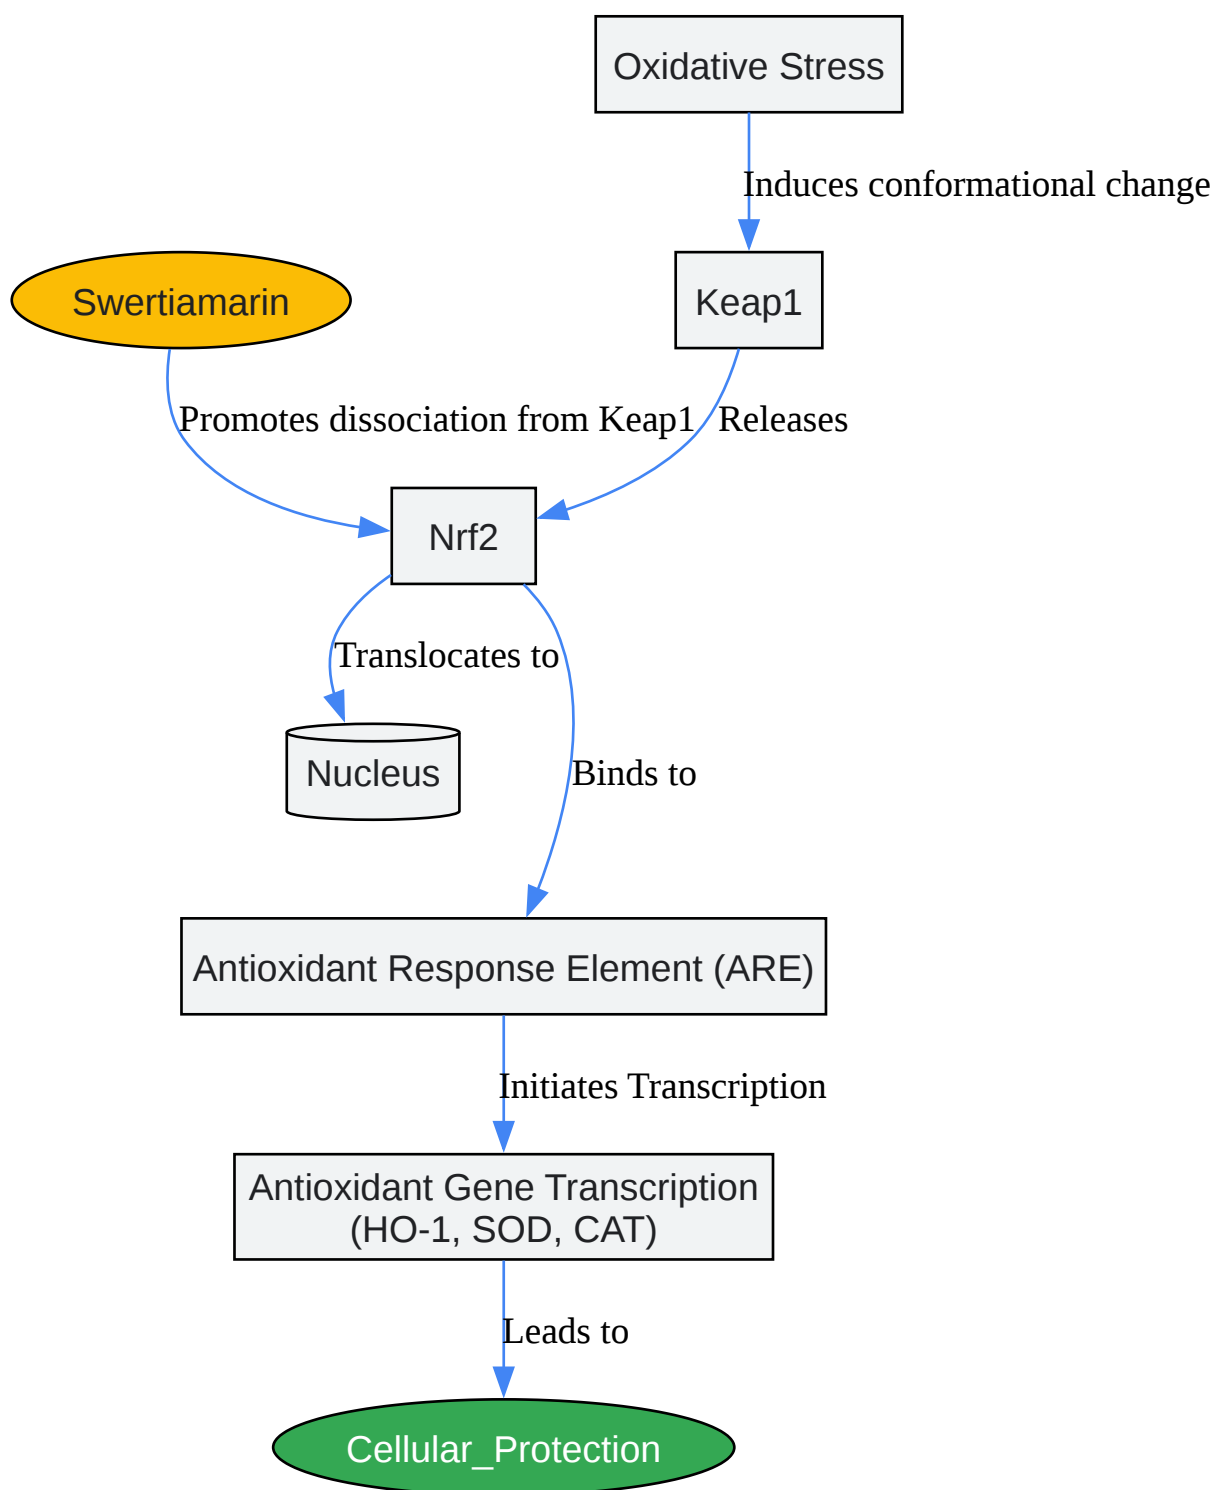 Oxidative Stress
Induces conformational change
Swertiamarin
Keap1
Promotes dissociation from Keap1
Releases
Nrf2
Translocates to
Nucleus
Binds to
Antioxidant Response Element (ARE)
Initiates Transcription
Antioxidant Gene Transcription
(HO-1, SOD, CAT)
Leads to
Cellular_Protection